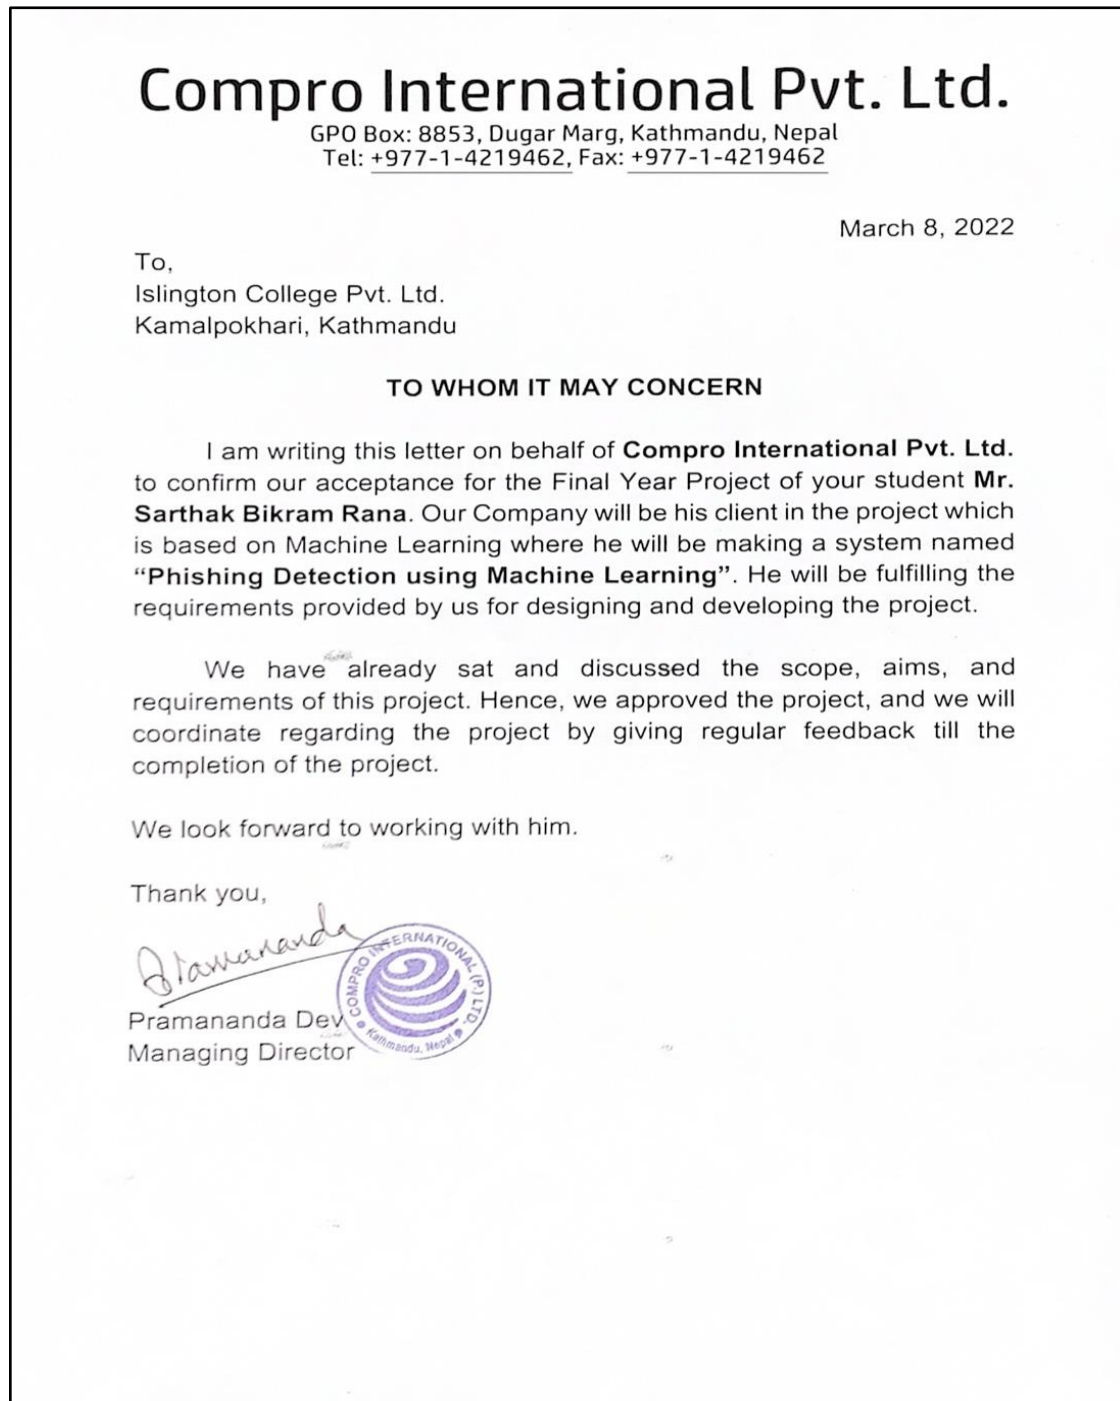 Compro International Pvt. Ltd.
GPO Box: 8853, Dugar Marg, Kathmandu, Nepal
Tel: +977-1-4219462, Fax: +977-1-4219462
March 8, 2022
To,
Islington College Pvt. Ltd.
Kamalpokhari, Kathmandu
TO WHOM IT MAY CONCERN
I am writing this letter on behalf of Compro International Pvt. Ltd.
to confirm our acceptance for the Final Year Project of your student Mr.
Sarthak Bikram Rana. Our Company will be his client in the project which
is based on Machine Learning where he will be making a system named
“Phishing Detection using Machine Learning”. He will be fulfilling the
requirements provided by us for designing and developing the project.
We have already sat and discussed the scope, aims, and
requirements of this project. Hence, we approved the project, and we will
coordinate regarding the project by giving regular feedback till the
completion of the project.
We look forward to working with him.
Thank you,
Pramananda
COMPRO INTERNATIONAL (P.) LTD.
Kathmandu, Nepal
Pramananda Dev
Managing Director